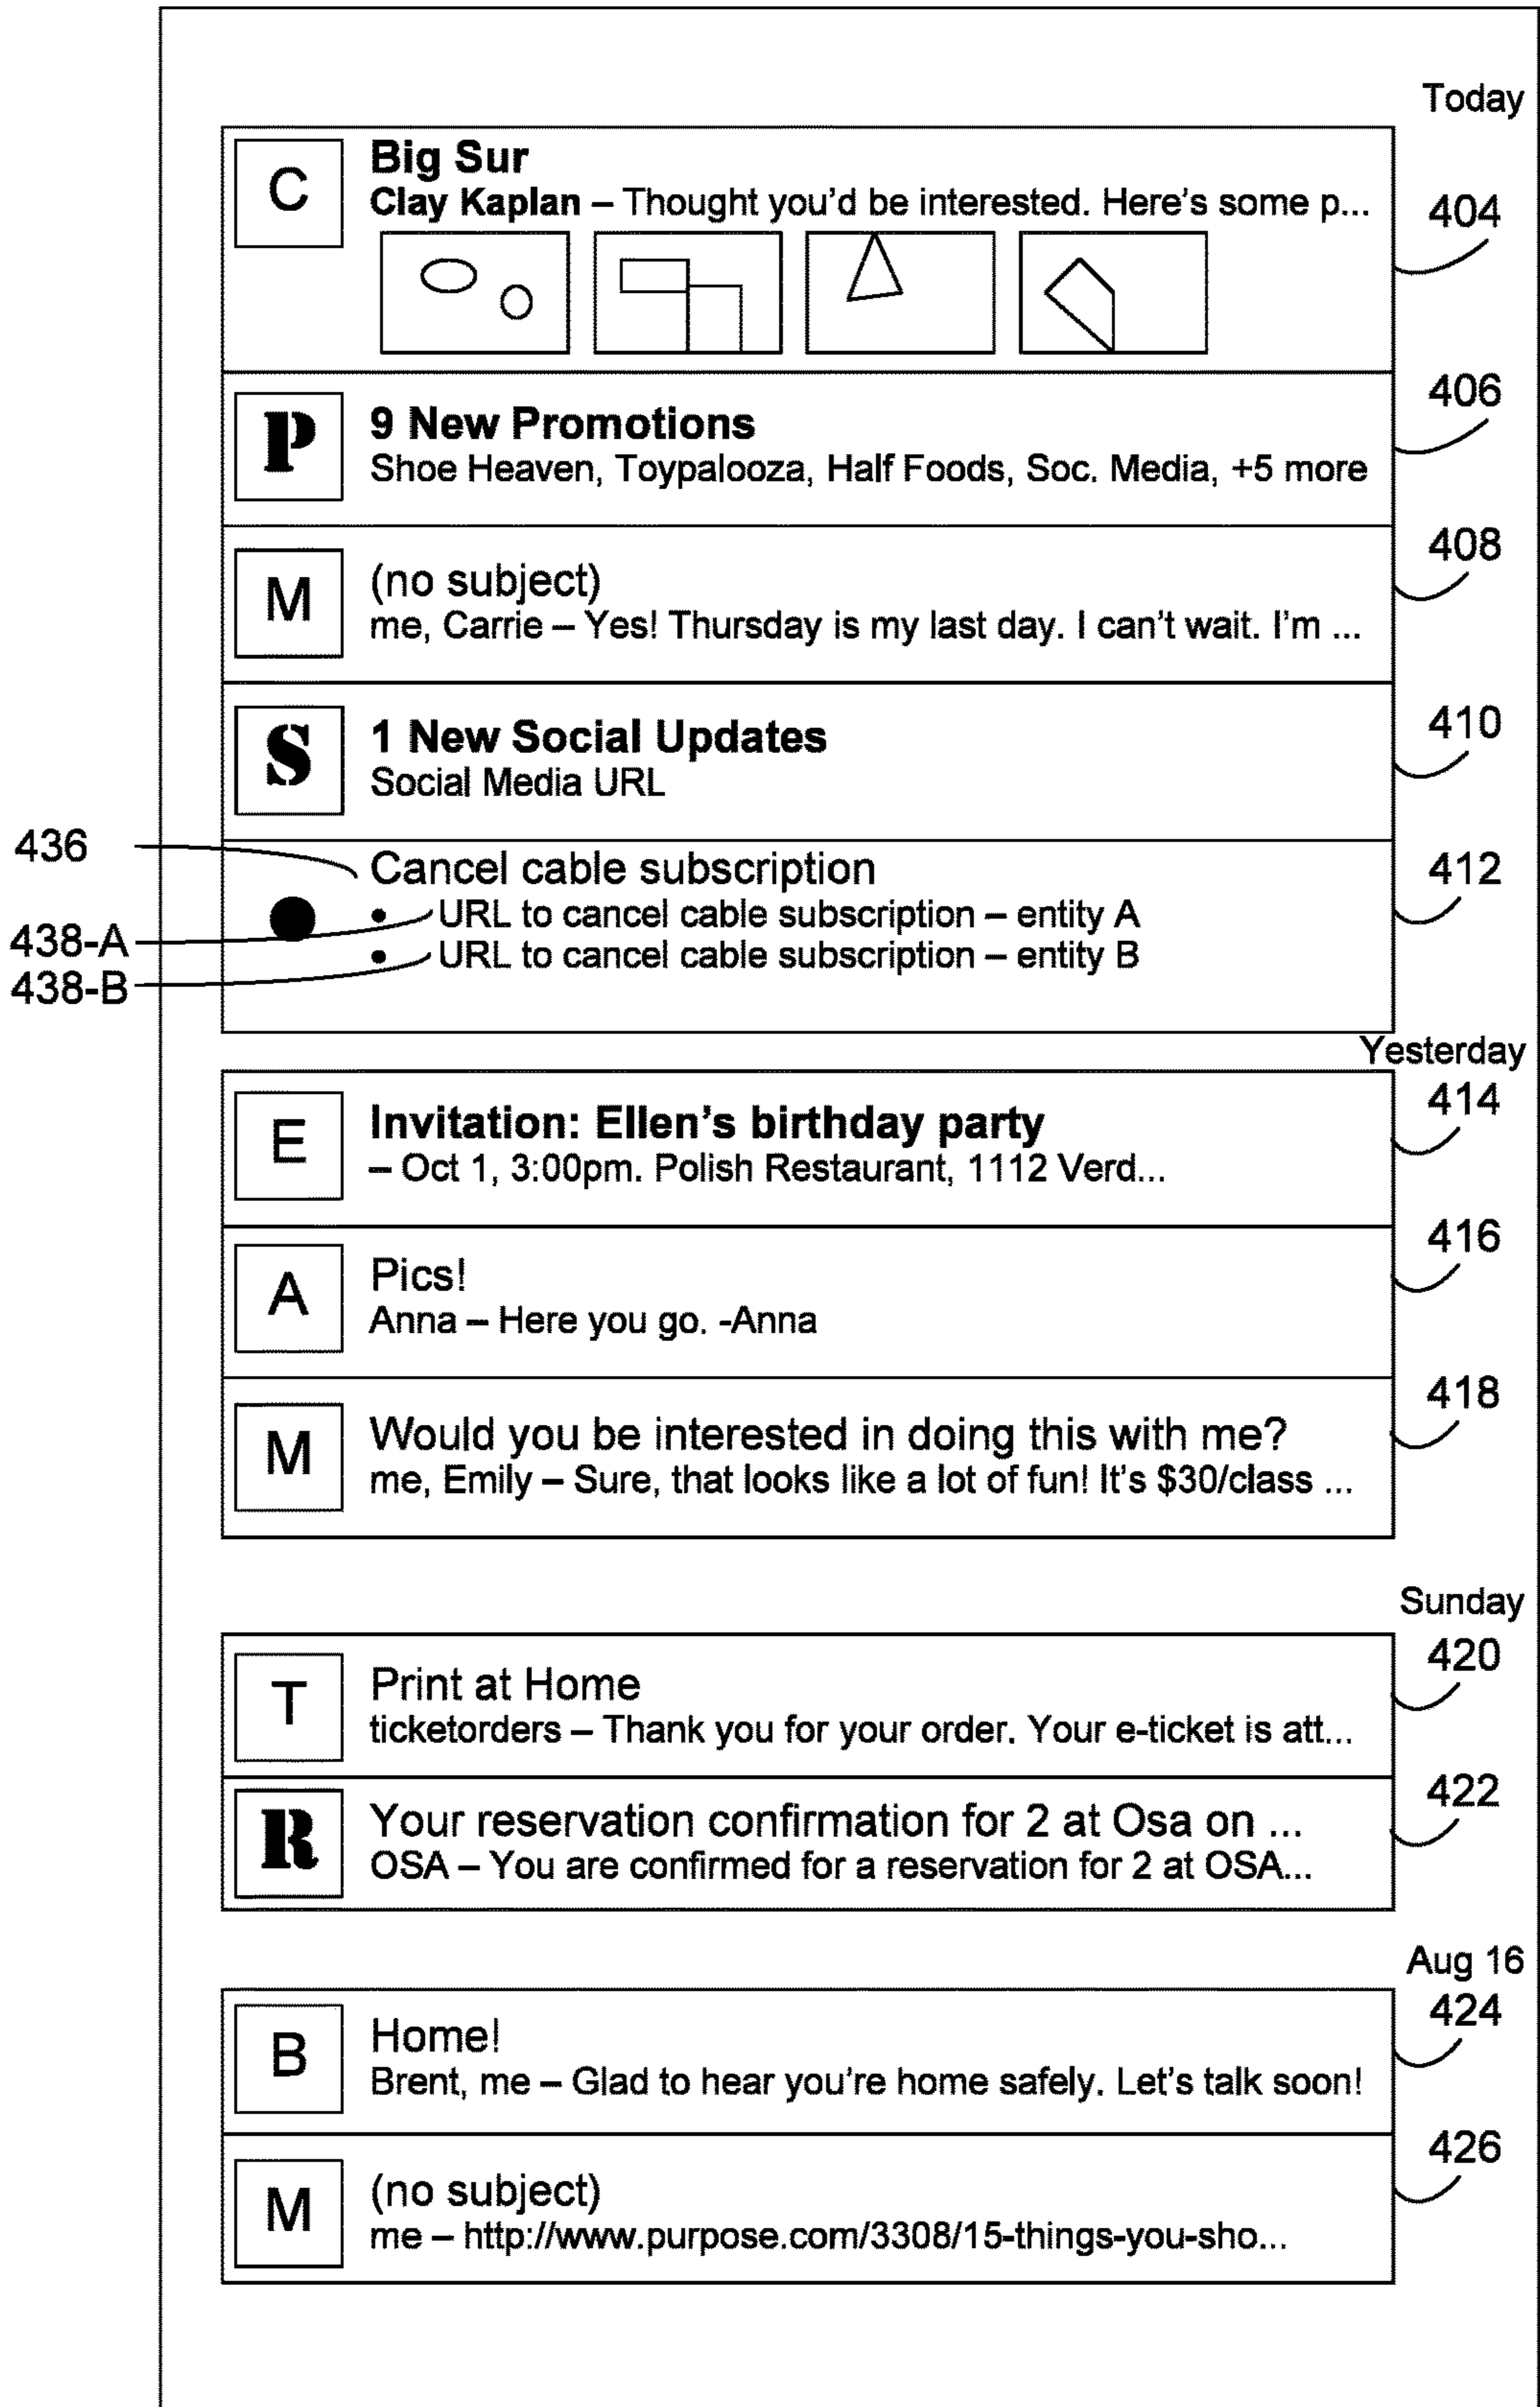 Today
C
Big Sur
Clay Kaplan – Thought you'd be interested. Here's some p...
404
P
9 New Promotions
Shoe Heaven, Toypalooza, Half Foods, Soc. Media, +5 more
406
M
(no subject)
me, Carrie – Yes! Thursday is my last day. I can't wait. I'm ...
408
S
1 New Social Updates
Social Media URL
410
436
Cancel cable subscription
412
438-A
• URL to cancel cable subscription – entity A
438-B
• URL to cancel cable subscription – entity B
Yesterday
E
Invitation: Ellen's birthday party
– Oct 1, 3:00pm. Polish Restaurant, 1112 Verd...
414
A
Pics!
Anna – Here you go. -Anna
416
M
Would you be interested in doing this with me?
me, Emily – Sure, that looks like a lot of fun! It's $30/class ...
418
Sunday
T
Print at Home
ticketorders – Thank you for your order. Your e-ticket is att...
420
R
Your reservation confirmation for 2 at Osa on ...
OSA – You are confirmed for a reservation for 2 at OSA...
422
Aug 16
B
Home!
Brent, me – Glad to hear you're home safely. Let's talk soon!
424
M
(no subject)
me – http://www.purpose.com/3308/15-things-you-sho...
426